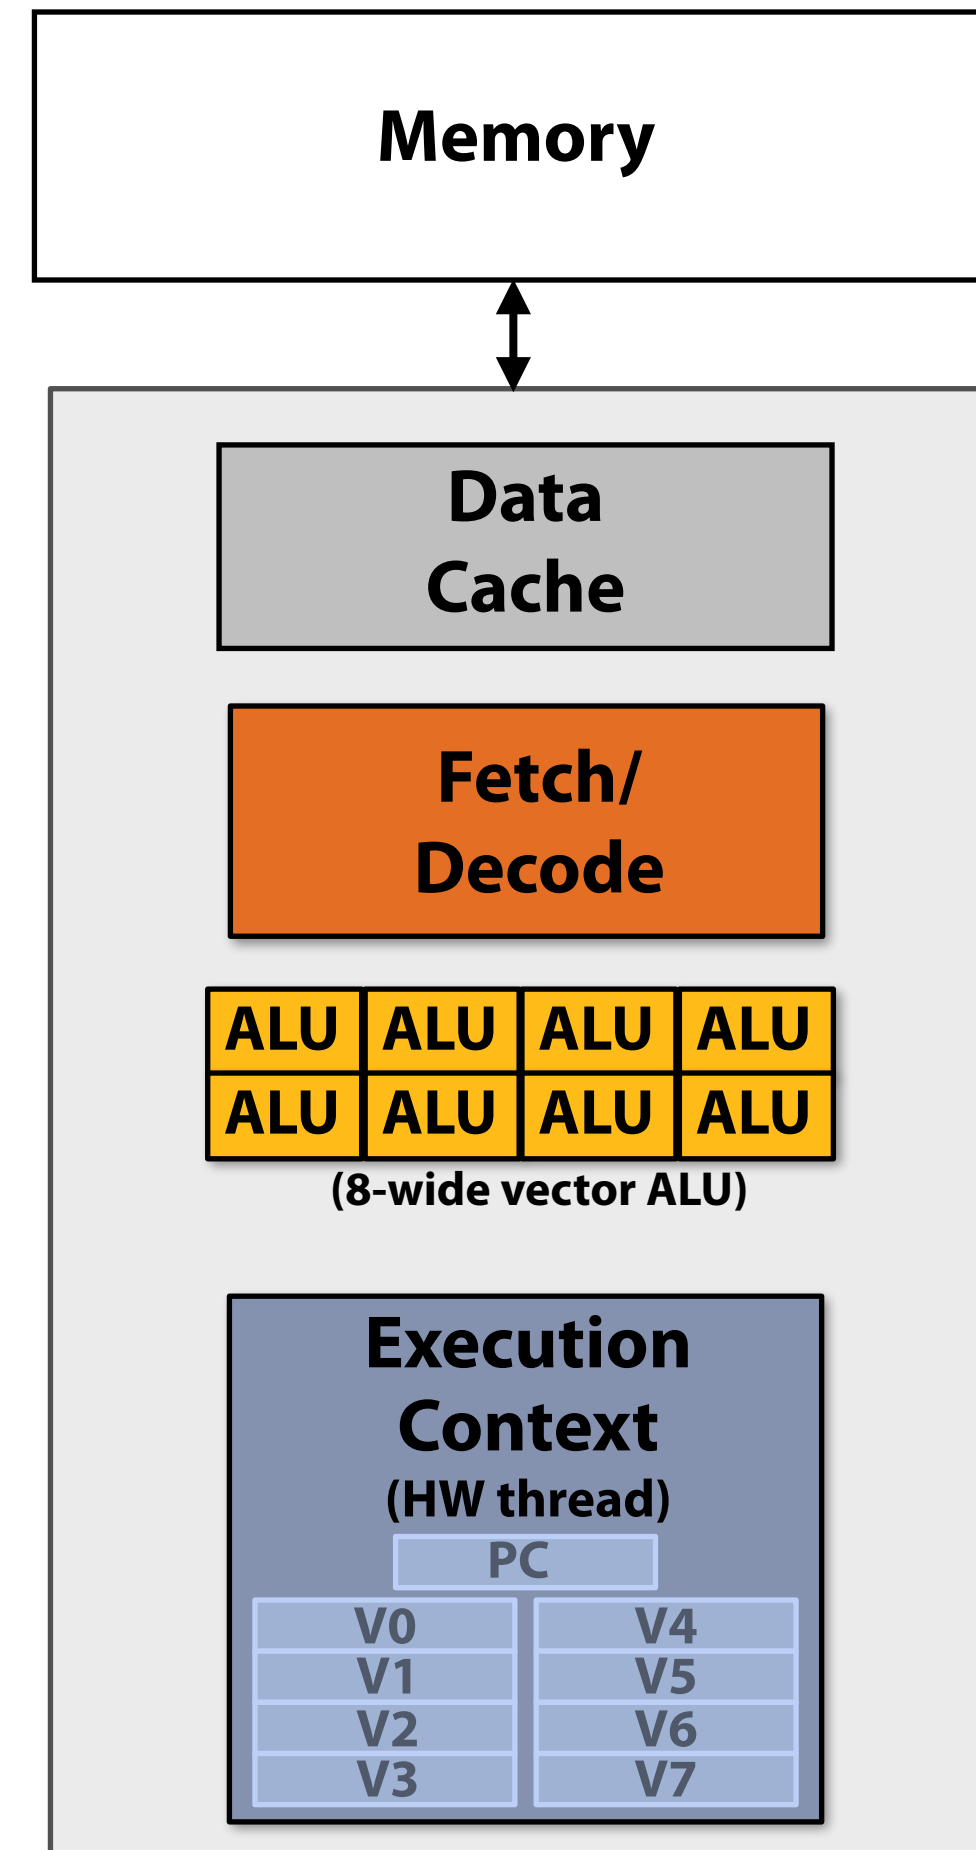 Memory
Data
Cache
Fetch/
Decode
ALU ALU ALU ALU
ALU ALU ALU ALU
(8-wide vector ALU)
Execution
Context
(HW thread)
PC
V0 V4
V1 V5
V2 V6
V3 V7